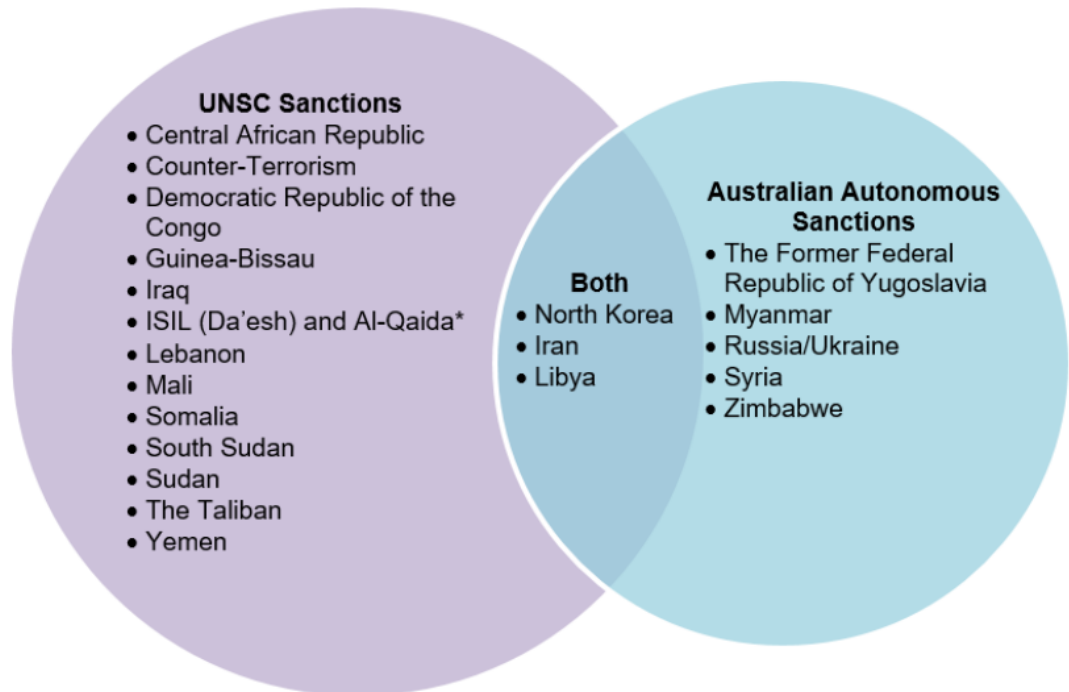 UNSC Sanctions
• Central African Republic
• Counter-Terrorism
• Democratic Republic of the
Congo
• Guinea-Bissau
• Iraq
• ISIL (Da'esh) and Al-Qaida*
• Lebanon
• Mali
• Somalia
• South Sudan
• Sudan
• The Taliban
• Yemen
Both
• North Korea
• Iran
• Libya
Australian Autonomous
Sanctions
• The Former Federal
Republic of Yugoslavia
• Myanmar
• Russia/Ukraine
• Syria
• Zimbabwe